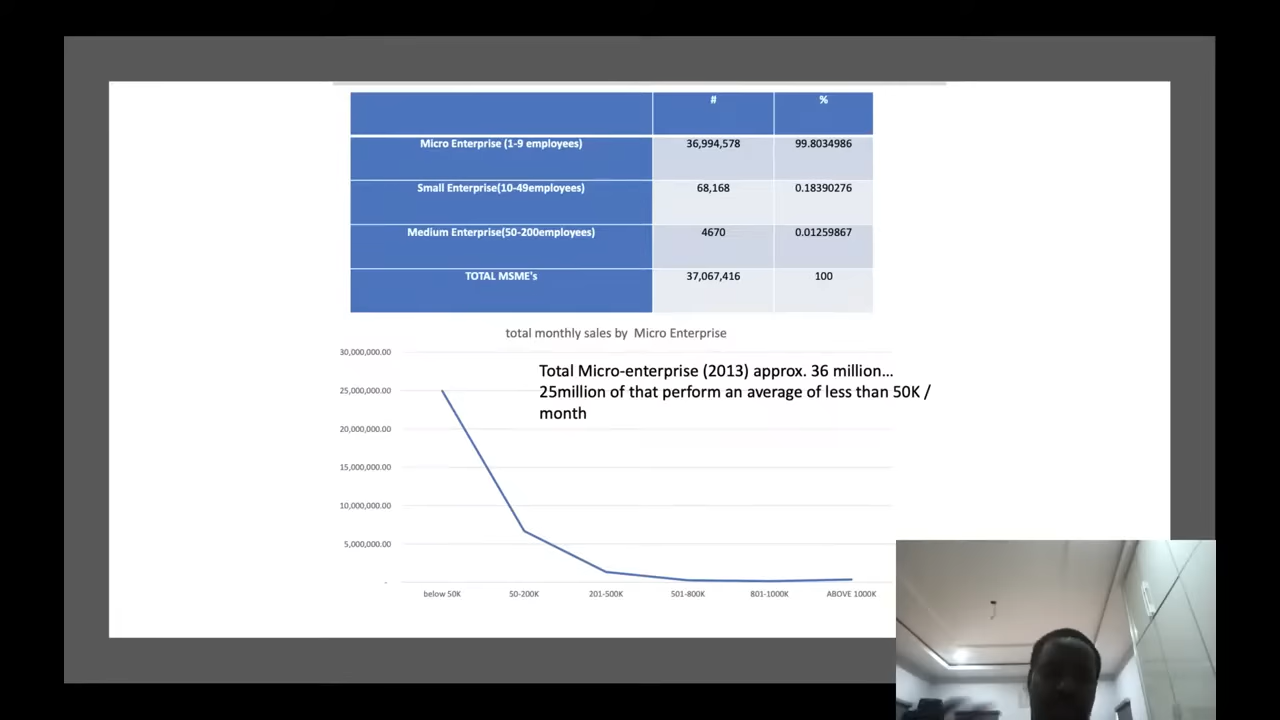 # %
Micro Enterprise (1-9 employees) 36,994,578 99.8034986
Small Enterprise(10-49employees) 68,168 0.18390276
Medium Enterprise(50-200employees) 4670 0.01259867
TOTAL MSME's 37,067,416 100
total monthly sales by Micro Enterprise
Total Micro-enterprise (2013) approx. 36 million...
25million of that perform an average of less than 50K /
month
30,000,000.00
25,000,000.00
20,000,000.00
15,000,000.00
10,000,000.00
5,000,000.00
-
below 50K 50-200K 201-500K 501-800K 801-1000K ABOVE 1000K